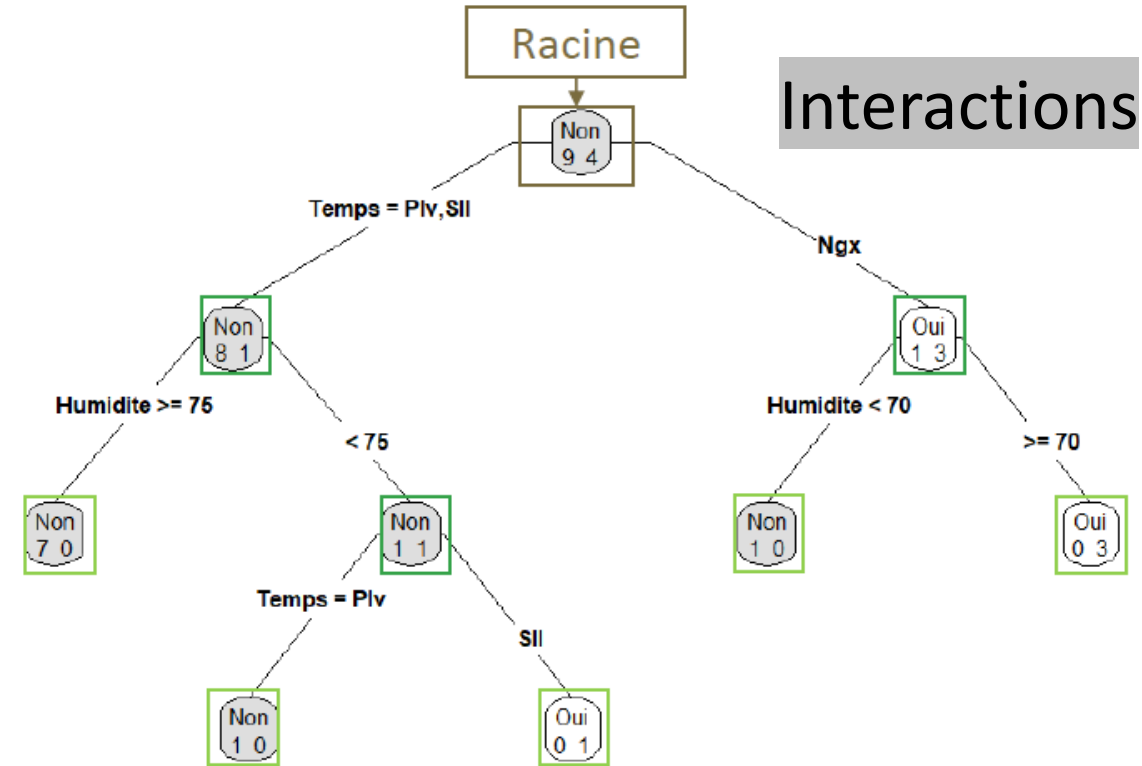 Racine
Interactions
Non
9 4
Temps = Plv,Sll
Ngx
Non
8 1
Oui
1 3
Humidite >= 75
< 75
Humidite < 70
>= 70
Non
7 0
Non
1 1
Non
1 0
Oui
0 3
Temps = Plv
Sll
Non
1 0
Oui
0 1